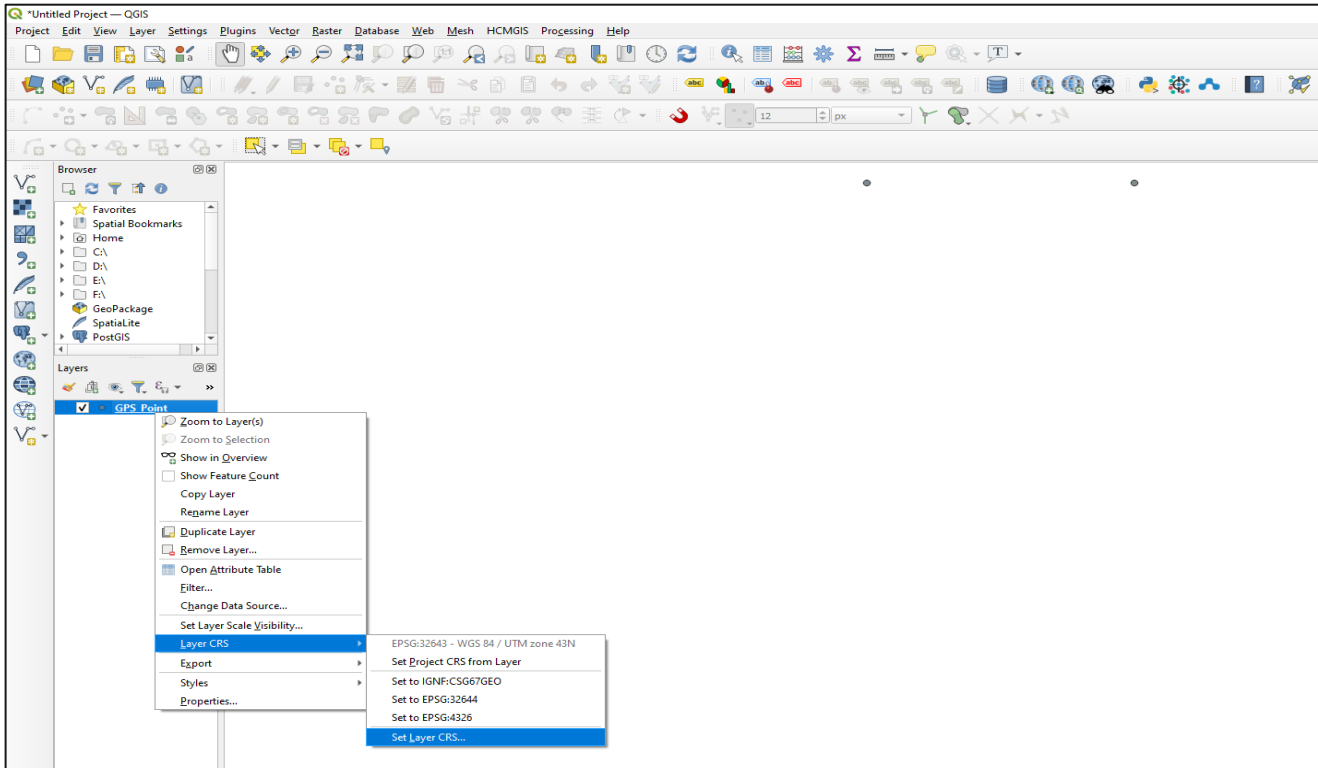 *Untitled Project — QGIS
Project Edit View Layer Settings Plugins Vector Raster Database Web Mesh HCMGIS Processing Help
T
abc abc abc
12 px
Browser
Favorites
Spatial Bookmarks
Home
C:\
D:\
E:\
F:\
GeoPackage
SpatiaLite
PostGIS
Layers
»
GPS_Point
Zoom to Layer(s)
Zoom to Selection
Show in Overview
Show Feature Count
Copy Layer
Rename Layer
Duplicate Layer
Remove Layer...
Open Attribute Table
Filter...
Change Data Source...
Set Layer Scale Visibility...
Layer CRS
Export
Styles
Properties...
EPSG:32643 - WGS 84 / UTM zone 43N
Set Project CRS from Layer
Set to IGNF:CSG67GEO
Set to EPSG:32644
Set to EPSG:4326
Set Layer CRS...